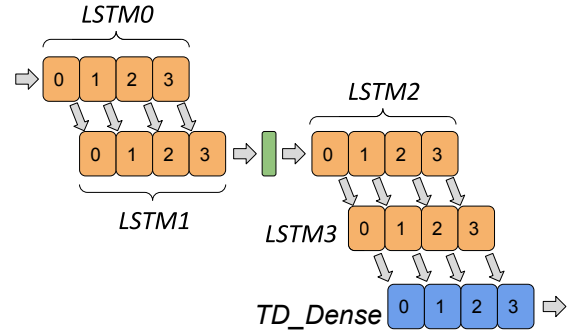 LSTM0
0 1 2 3
0 1 2 3
LSTM1
LSTM2
0 1 2 3
LSTM3 0 1 2 3
TD_Dense 0 1 2 3